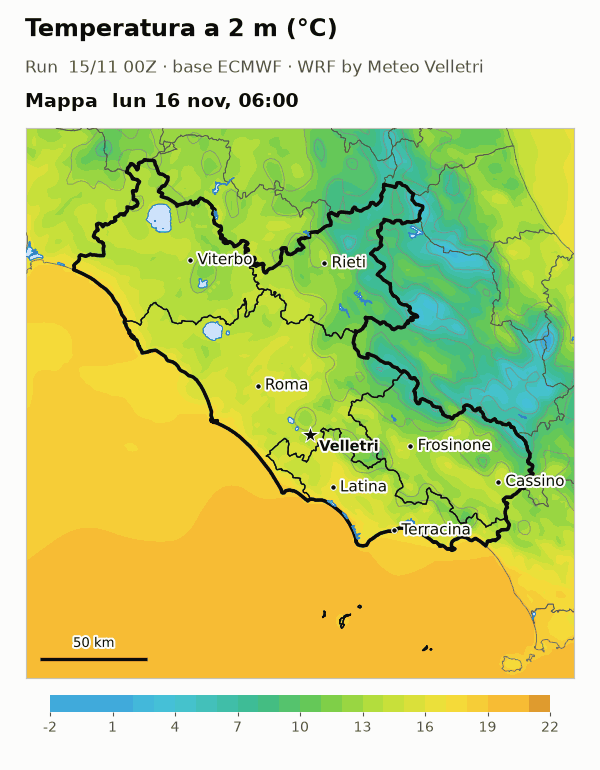 Temperatura a 2 m (°C)
Run  15/11 00Z · base ECMWF · WRF by Meteo Velletri
Mappa  lun 16 nov, 06:00
Viterbo
Rieti
Roma
Velletri
Frosinone
Latina
Cassino
Terracina
50 km
-2 1 4 7 10 13 16 19 22